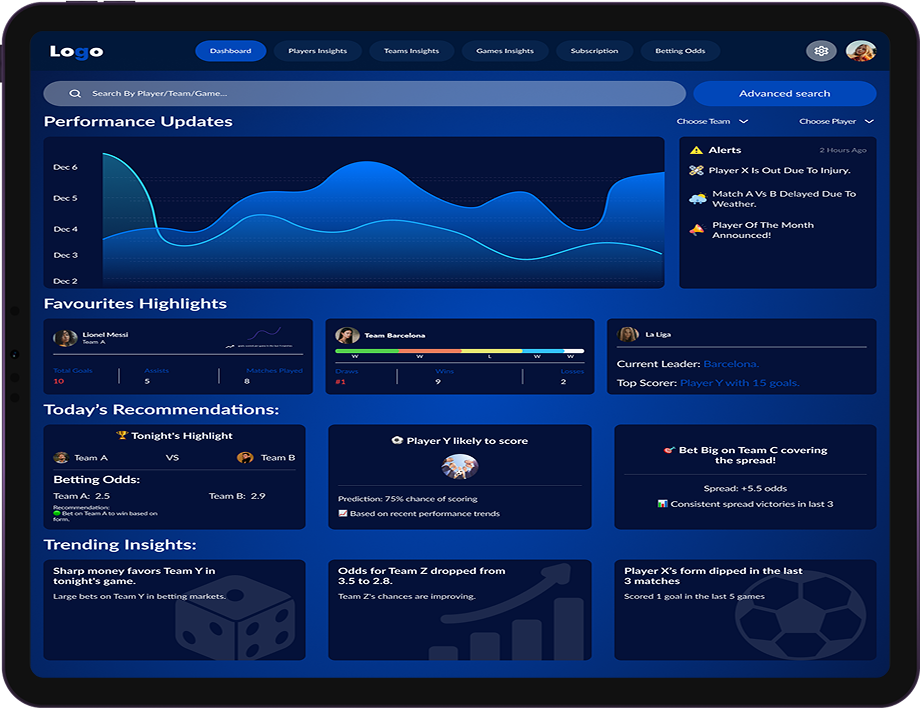 Logo
Dashboard
Players Insights
Teams Insights
Games Insights
Subscription
Betting Odds
Search By Player/Team/Game...
Advanced search
Performance Updates
Choose Team
Choose Player
Dec 6
Dec 5
Dec 4
Dec 3
Dec 2
Alerts
2 Hours Ago
Player X Is Out Due To Injury.
Match A Vs B Delayed Due To
Weather.
Player Of The Month
Announced!
Favourites Highlights
Lionel Messi
Team A
Total Goals
Assists
Matches Played
10
5
8
Team Barcelona
W
W
L
W
W
Draws
Wins
Losses
#1
9
2
La Liga
Current Leader: Barcelona.
Top Scorer: Player Y with 15 goals.
Today's Recommendations:
Tonight's Highlight
Team A
VS
Team B
Betting Odds:
Team A: 2.5
Team B: 2.9
Recommendation:
Bet on Team A to win based on
form.
Player Y likely to score
Prediction: 75% chance of scoring
Based on recent performance trends
Bet Big on Team C covering
the spread!
Spread: +5.5 odds
Consistent spread victories in last 3
Trending Insights:
Sharp money favors Team Y in
tonight's game.
Large bets on Team Y in betting markets.
Odds for Team Z dropped from
3.5 to 2.8.
Team Z's chances are improving.
Player X's form dipped in the last
3 matches
Scored 1 goal in the last 5 games